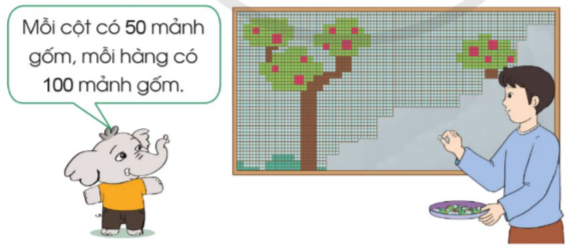 Mỗi cột có 50 mảnh
gốm, mỗi hàng có
100 mảnh gốm.